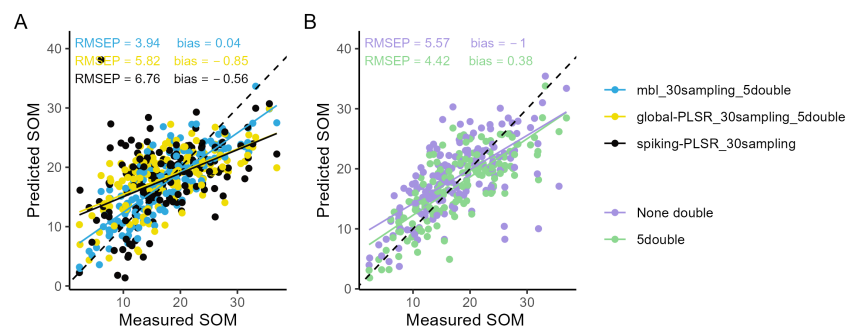 A
RMSEP = 3.94 bias = 0.04
RMSEP = 5.82 bias = −0.85
RMSEP = 6.76 bias = −0.56
40
30
20
10
0
Predicted SOM
10 20 30
Measured SOM
B
RMSEP = 5.57 bias = −1
RMSEP = 4.42 bias = 0.38
40
30
20
10
0
Predicted SOM
10 20 30
Measured SOM
mbl_30sampling_5double
global-PLSR_30sampling_5double
spiking-PLSR_30sampling
None double
5double